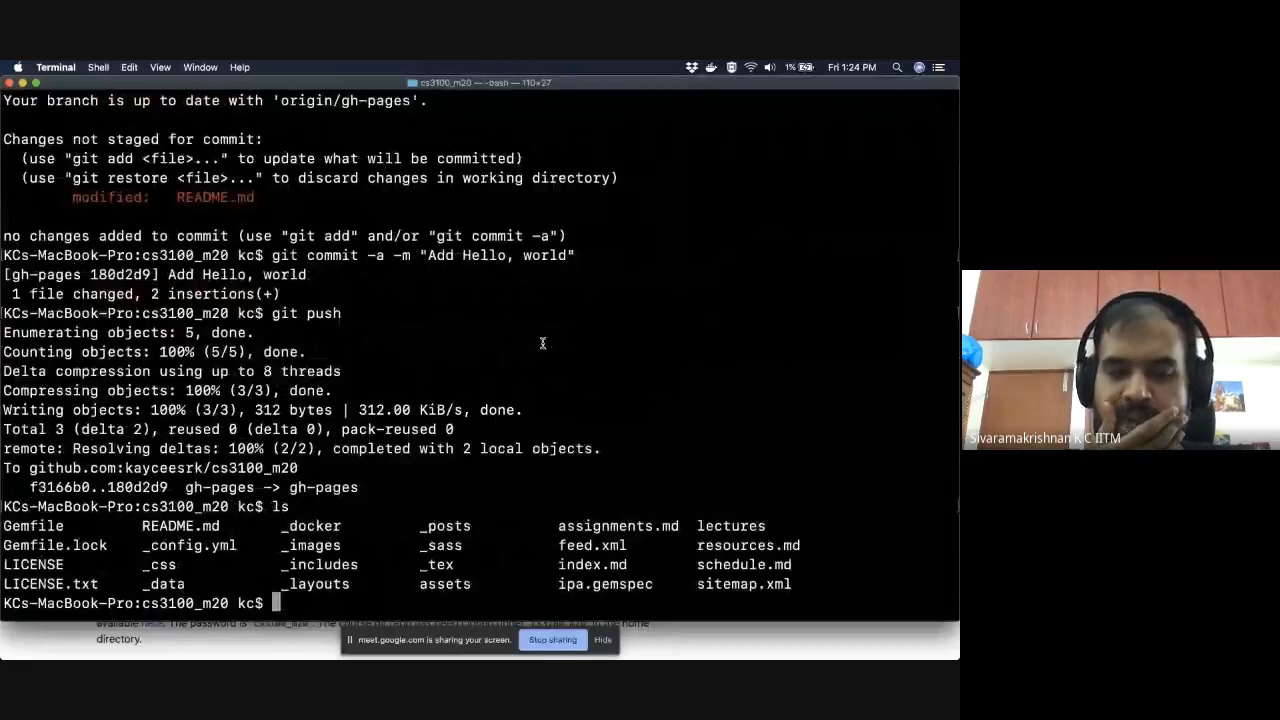 Terminal Shell Edit View Window Help 1% Fri 1:24 PM
cs3100_m20 — -bash — 110×27
Your branch is up to date with 'origin/gh-pages'.
Changes not staged for commit:
(use "git add <file>..." to update what will be committed)
(use "git restore <file>..." to discard changes in working directory)
modified: README.md
no changes added to commit (use "git add" and/or "git commit -a")
KCs-MacBook-Pro:cs3100_m20 kc$ git commit -a -m "Add Hello, world"
[gh-pages 180d2d9] Add Hello, world
1 file changed, 2 insertions(+)
KCs-MacBook-Pro:cs3100_m20 kc$ git push
Enumerating objects: 5, done.
Counting objects: 100% (5/5), done.
Delta compression using up to 8 threads
Compressing objects: 100% (3/3), done.
Writing objects: 100% (3/3), 312 bytes | 312.00 KiB/s, done.
Total 3 (delta 2), reused 0 (delta 0), pack-reused 0
remote: Resolving deltas: 100% (2/2), completed with 2 local objects.
To github.com:kayceesrk/cs3100_m20
f3166b0..180d2d9 gh-pages -> gh-pages
KCs-MacBook-Pro:cs3100_m20 kc$ ls
Gemfile README.md _docker _posts assignments.md lectures
Gemfile.lock _config.yml _images _sass feed.xml resources.md
LICENSE _css _includes _tex index.md schedule.md
LICENSE.txt _data _layouts assets ipa.gemspec sitemap.xml
KCs-MacBook-Pro:cs3100_m20 kc$
directory.
meet.google.com is sharing your screen. Stop sharing Hide
Sivaramakrishnan K C IITM